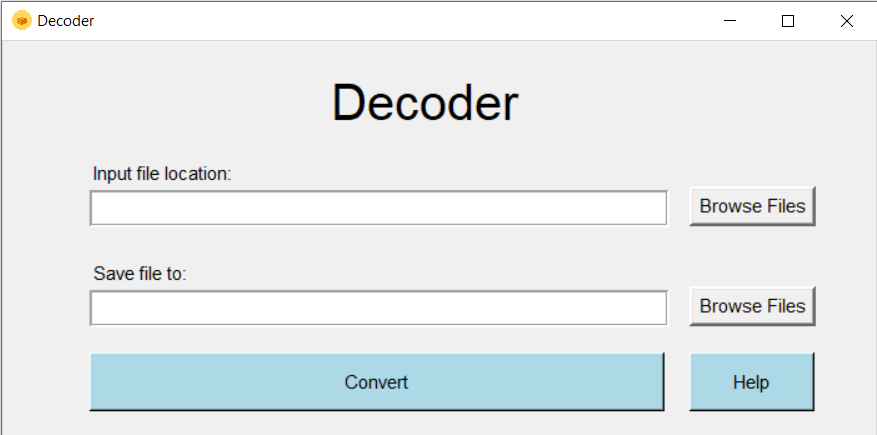 Decoder
Decoder
Input file location:
Browse Files
Save file to:
Browse Files
Convert
Help